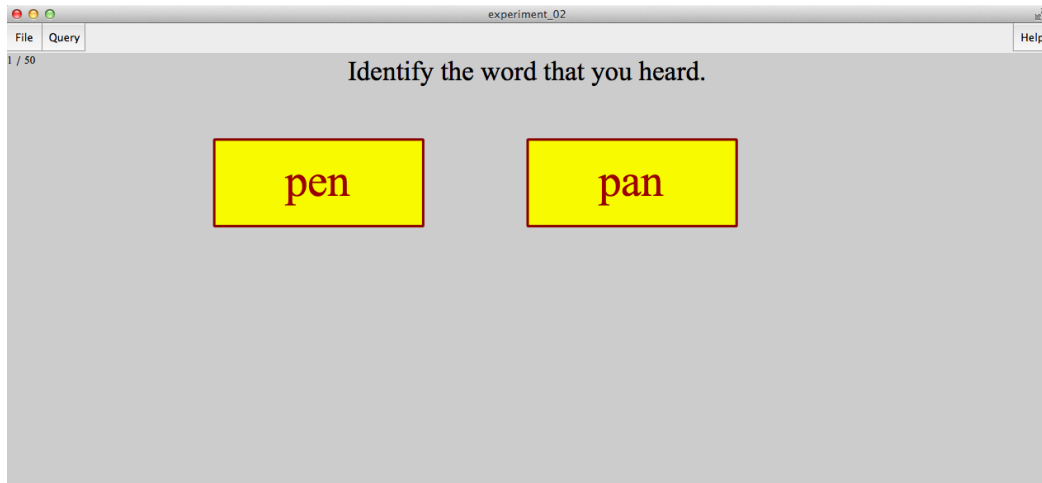 experiment_02
File Query Help
1 / 50
Identify the word that you heard.
pen pan